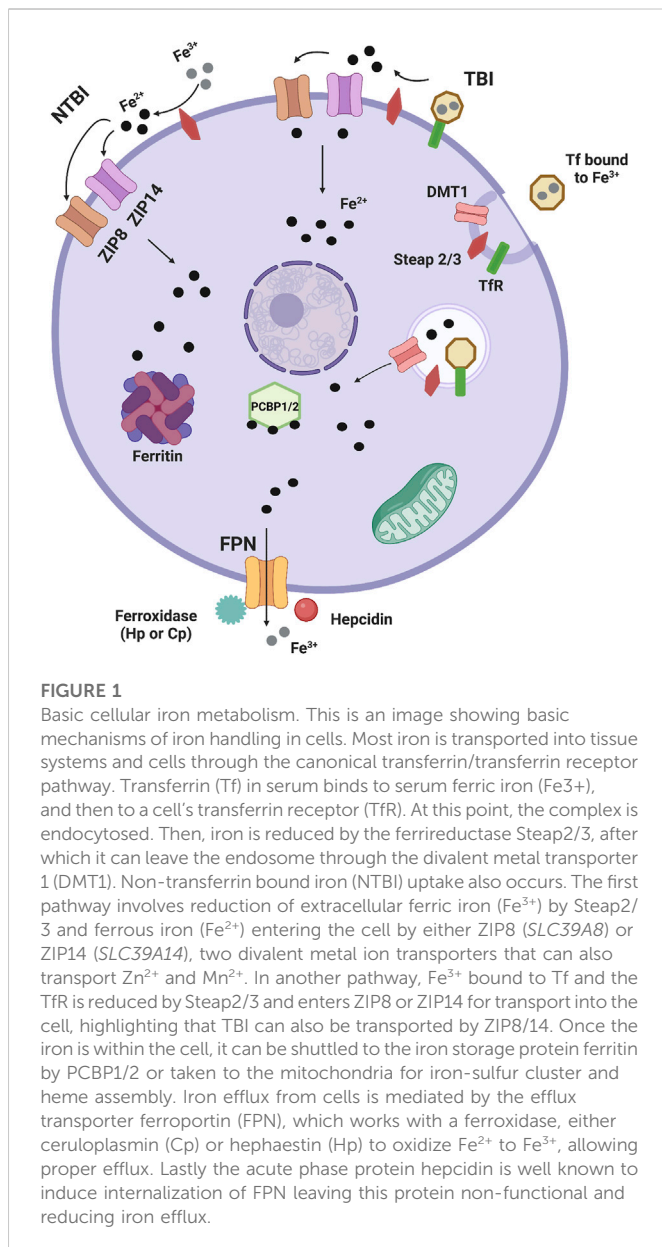 Fe³⁺
TBI
Fe²⁺
NTBI
Tf bound
to Fe³⁺
DMT1
Fe²⁺
ZIP14
ZIP8
Steap 2/3
TfR
PCBP1/2
Ferritin
FPN
Ferroxidase
(Hp or Cp)
Hepcidin
Fe³⁺
FIGURE 1
Basic cellular iron metabolism. This is an image showing basic
mechanisms of iron handling in cells. Most iron is transported into tissue
systems and cells through the canonical transferrin/transferrin receptor
pathway. Transferrin (Tf) in serum binds to serum ferric iron (Fe3+),
and then to a cell's transferrin receptor (TfR). At this point, the complex is
endocytosed. Then, iron is reduced by the ferrireductase Steap2/3, after
which it can leave the endosome through the divalent metal transporter
1 (DMT1). Non-transferrin bound iron (NTBI) uptake also occurs. The first
pathway involves reduction of extracellular ferric iron (Fe³⁺) by Steap2/
3 and ferrous iron (Fe²⁺) entering the cell by either ZIP8 (SLC39A8) or
ZIP14 (SLC39A14), two divalent metal ion transporters that can also
transport Zn²⁺ and Mn²⁺. In another pathway, Fe³⁺ bound to Tf and the
TfR is reduced by Steap2/3 and enters ZIP8 or ZIP14 for transport into the
cell, highlighting that TBI can also be transported by ZIP8/14. Once the
iron is within the cell, it can be shuttled to the iron storage protein ferritin
by PCBP1/2 or taken to the mitochondria for iron-sulfur cluster and
heme assembly. Iron efflux from cells is mediated by the efflux
transporter ferroportin (FPN), which works with a ferroxidase, either
ceruloplasmin (Cp) or hephaestin (Hp) to oxidize Fe²⁺ to Fe³⁺, allowing
proper efflux. Lastly the acute phase protein hepcidin is well known to
induce internalization of FPN leaving this protein non-functional and
reducing iron efflux.